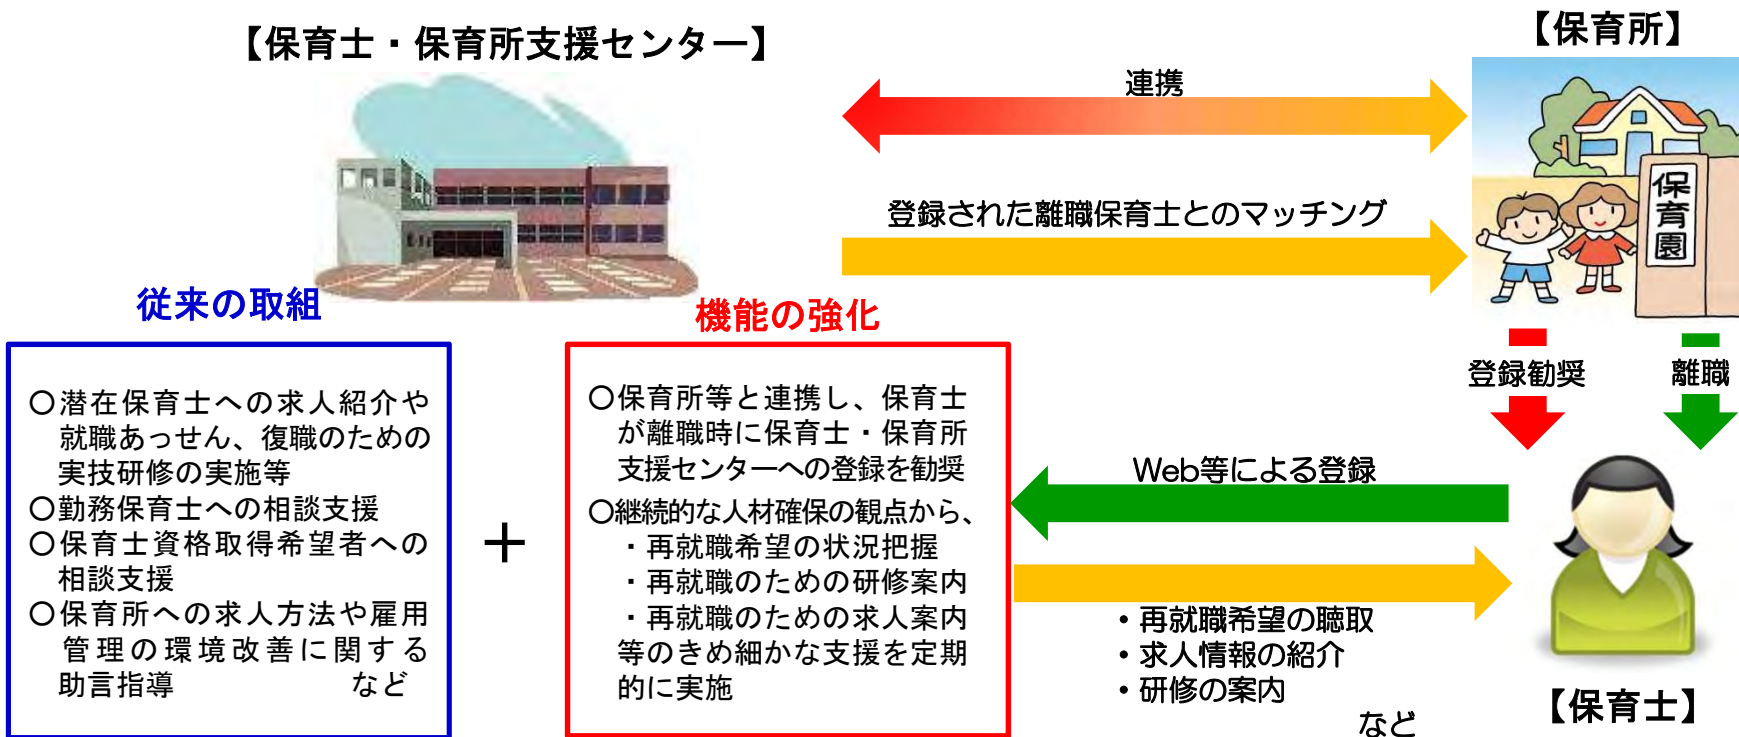 【保育士・保育所支援センター】
【保育所】
連携
登録された離職保育士とのマッチング
保育園
従来の取組
機能の強化
登録勧奨
離職
○潜在保育士への求人紹介や
就職あっせん、復職のための
実技研修の実施等
○勤務保育士への相談支援
○保育士資格取得希望者への
相談支援
○保育所への求人方法や雇用
管理の環境改善に関する
助言指導 など
＋
○保育所等と連携し、保育士
が離職時に保育士・保育所
支援センターへの登録を勧奨
○継続的な人材確保の観点から、
・再就職希望の状況把握
・再就職のための研修案内
・再就職のための求人案内
等のきめ細かな支援を定期
的に実施
Web等による登録
・再就職希望の聴取
・求人情報の紹介
・研修の案内
など
【保育士】